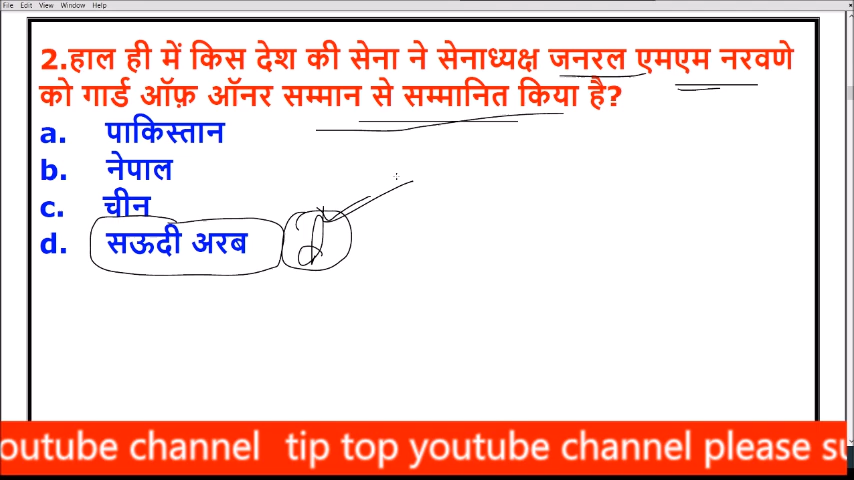 File Edit View Window Help
2.हाल ही में किस देश की सेना ने सेनाध्यक्ष जनरल एमएम नरवणे
को गार्ड ऑफ़ ऑनर सम्मान से सम्मानित किया है?
a. पाकिस्तान
b. नेपाल
c. चीन
d. सऊदी अरब
outube channel tip top youtube channel please su